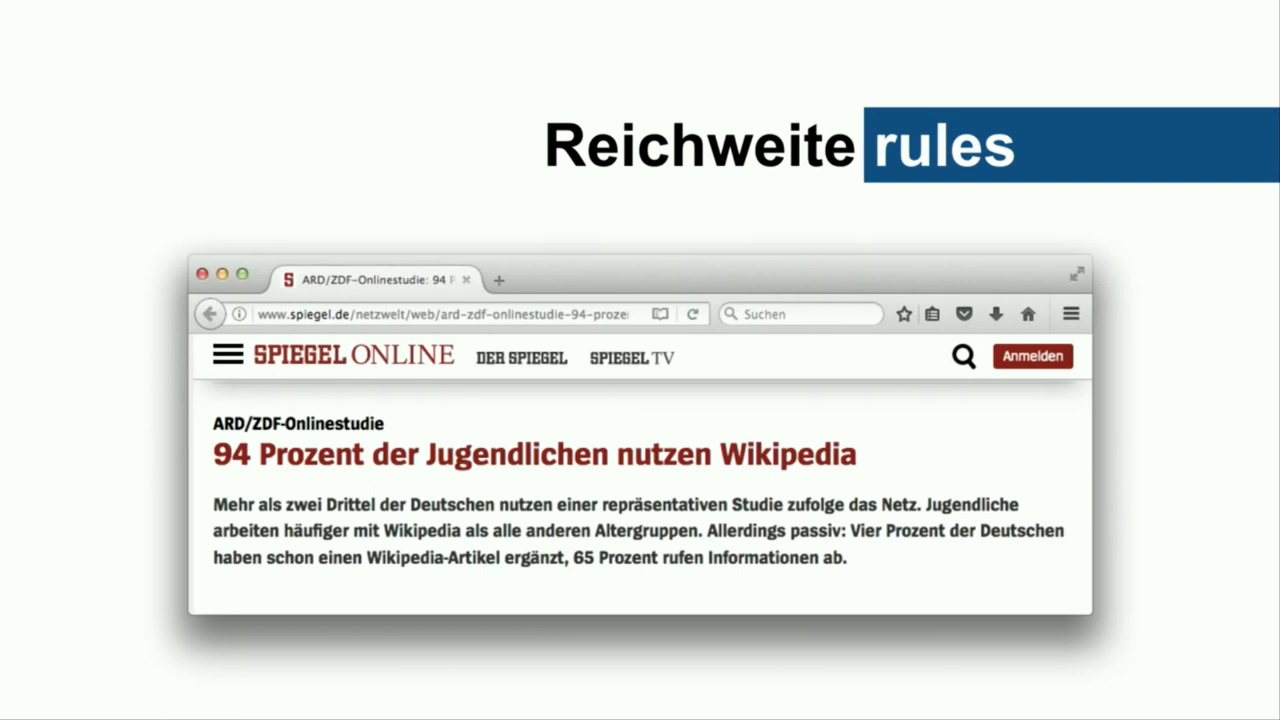 Reichweite rules
ARD/ZDF-Onlinestudie: 94 P
www.spiegel.de/netzwelt/web/ard-zdf-onlinestudie-94-proze
Suchen
SPIEGEL ONLINE DER SPIEGEL SPIEGEL TV Anmelden
ARD/ZDF-Onlinestudie
94 Prozent der Jugendlichen nutzen Wikipedia
Mehr als zwei Drittel der Deutschen nutzen einer repräsentativen Studie zufolge das Netz. Jugendliche
arbeiten häufiger mit Wikipedia als alle anderen Altergruppen. Allerdings passiv: Vier Prozent der Deutschen
haben schon einen Wikipedia-Artikel ergänzt, 65 Prozent rufen Informationen ab.